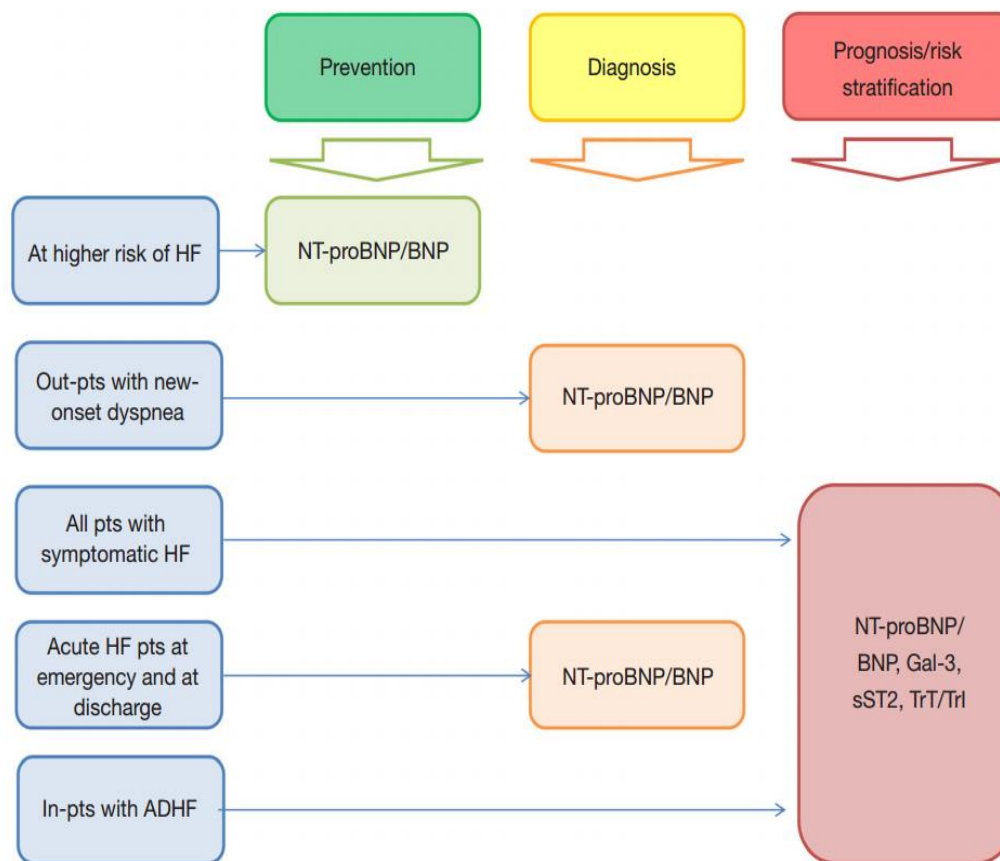 Prevention
Diagnosis
Prognosis/risk
stratification
At higher risk of HF
NT-proBNP/BNP
Out-pts with new-
onset dyspnea
NT-proBNP/BNP
All pts with
symptomatic HF
Acute HF pts at
emergency and at
discharge
NT-proBNP/BNP
NT-proBNP/
BNP, Gal-3,
sST2, TrT/TrI
In-pts with ADHF